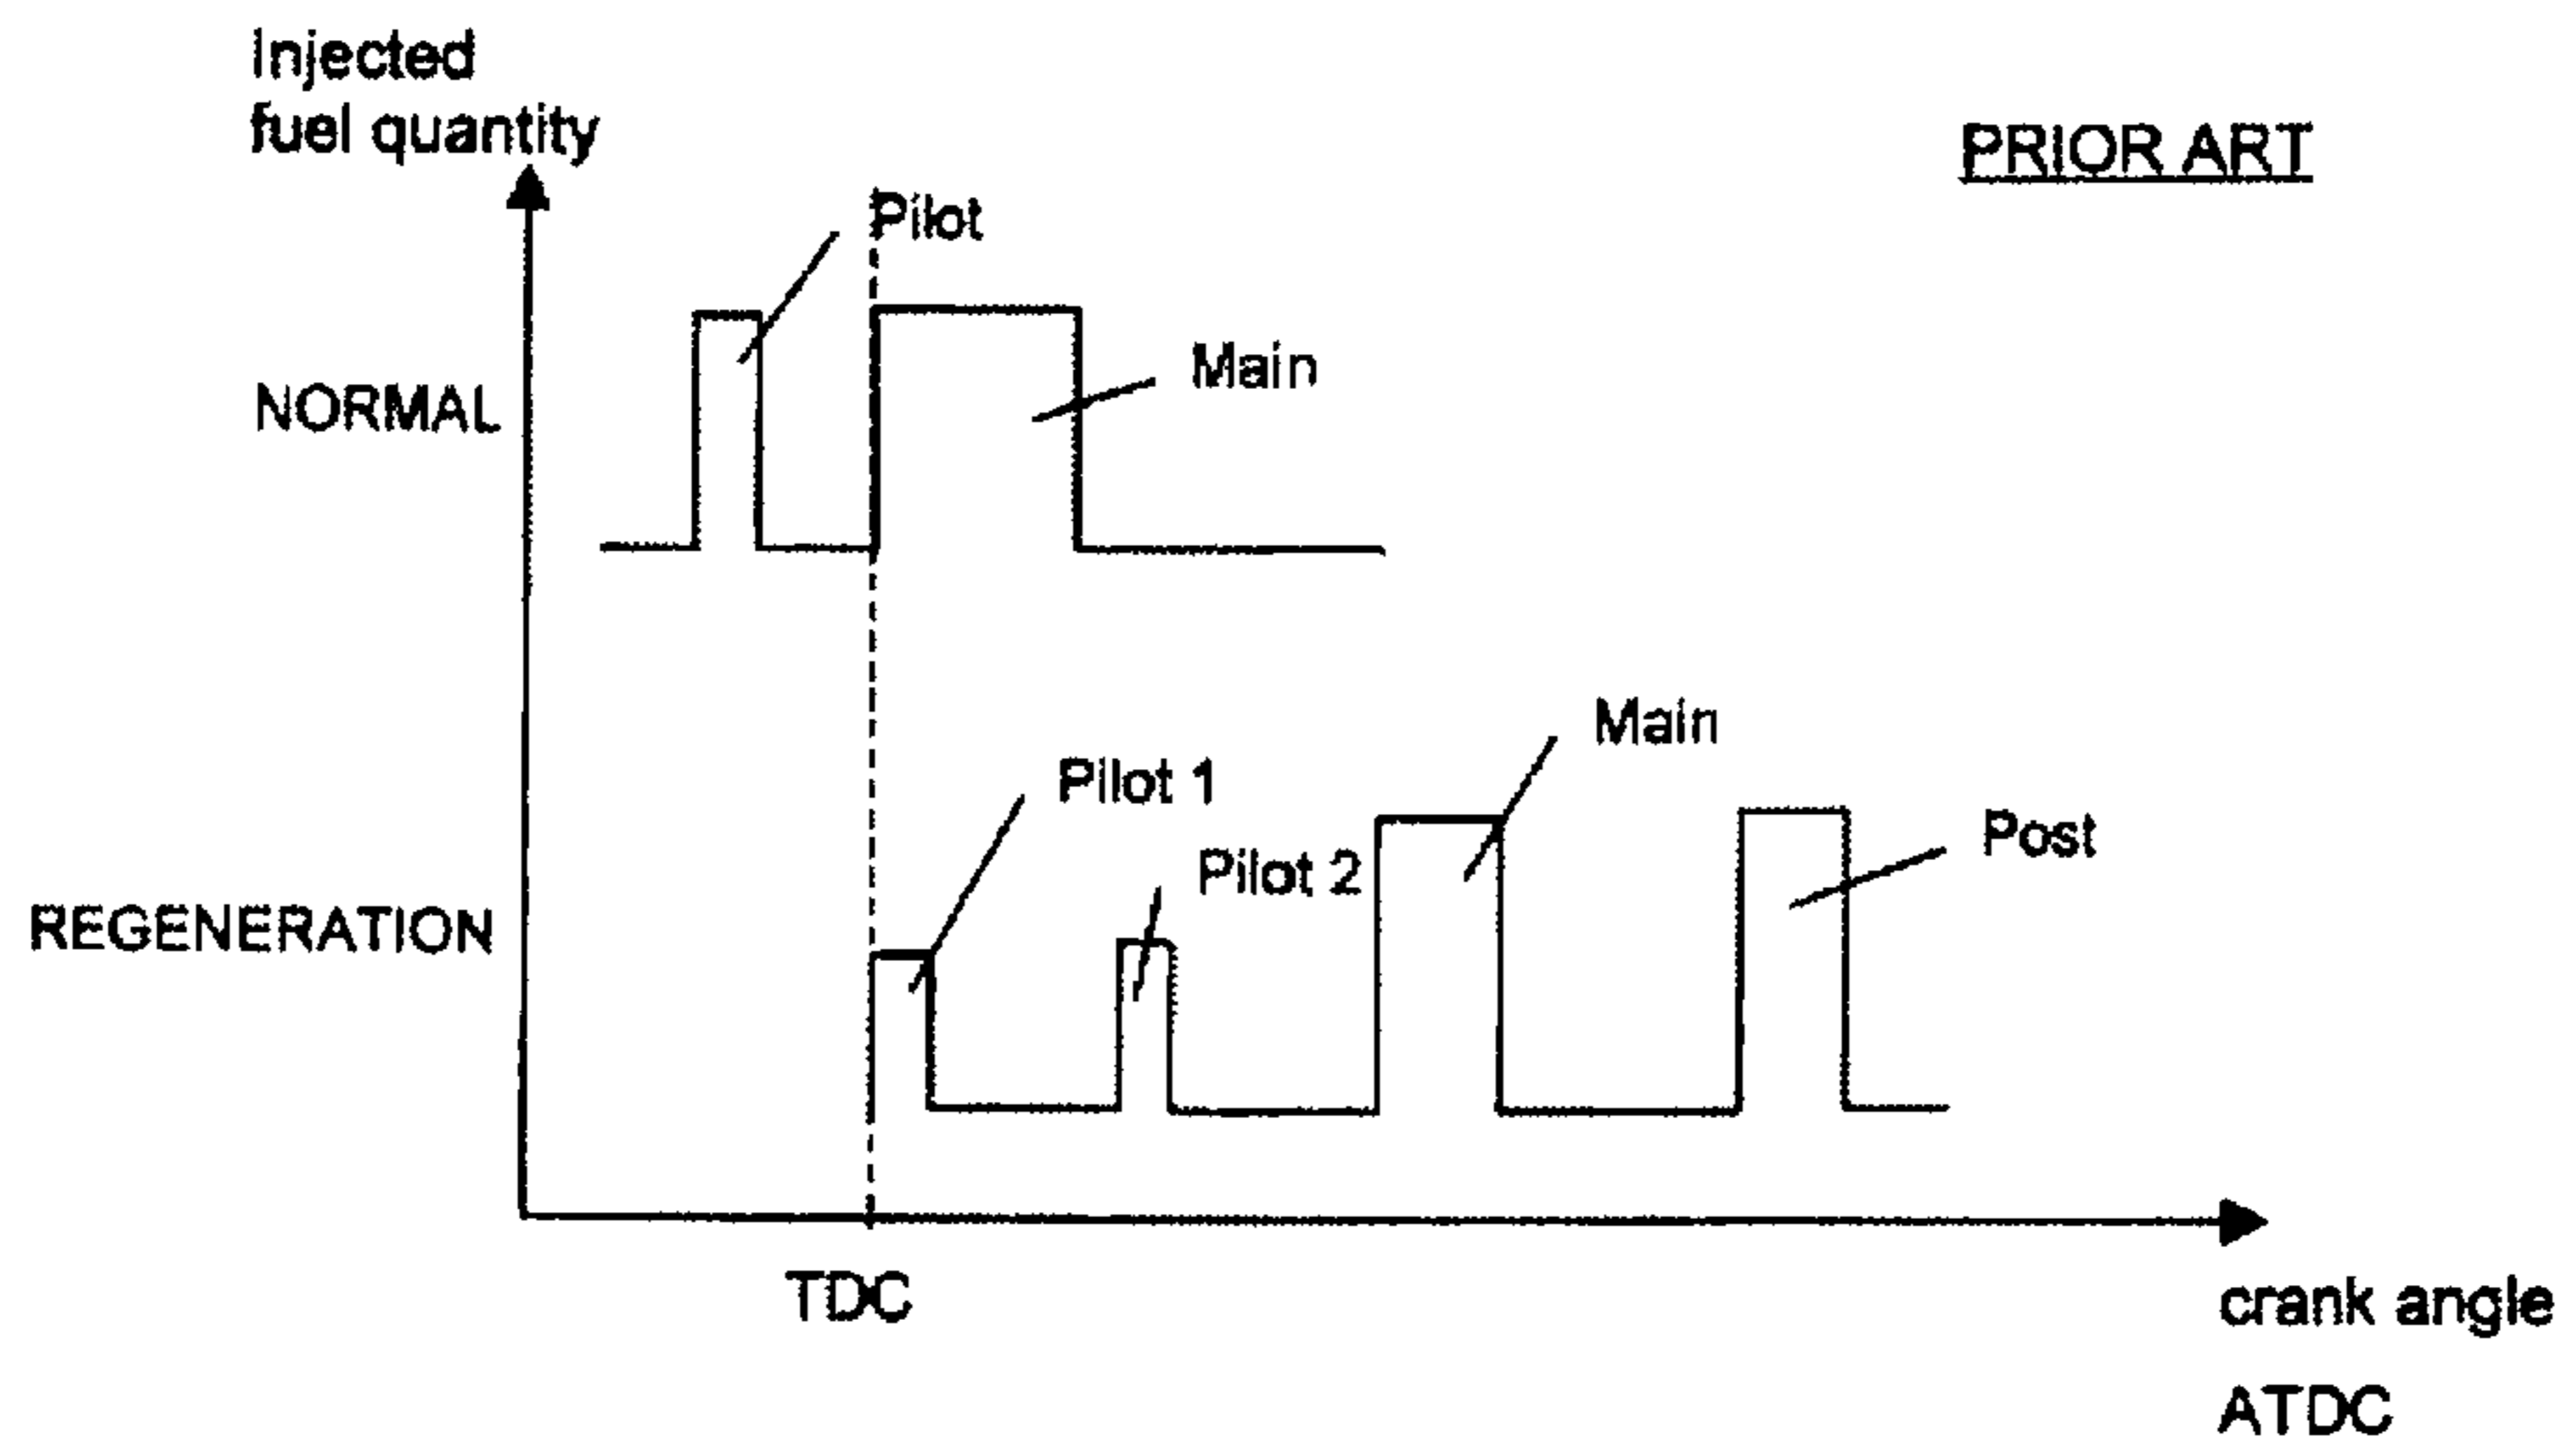 Injected
fuel quantity
PRIOR ART
Pilot
Main
NORMAL
Main
Pilot 1
Pilot 2
Post
REGENERATION
TDC
crank angle
ATDC